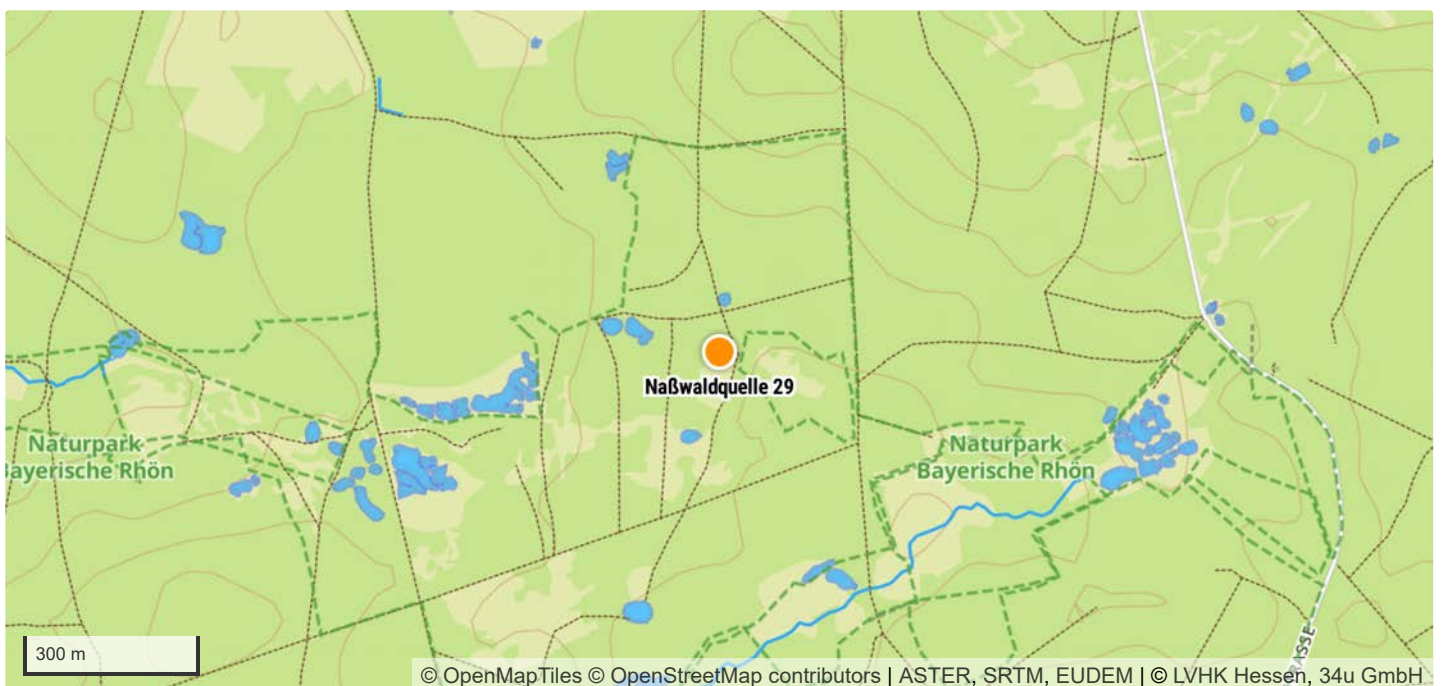 Naßwaldquelle 29
Naturpark
Bayerische Rhön
Naturpark
Bayerische Rhön
RASSE
300 m
© OpenMapTiles © OpenStreetMap contributors | ASTER, SRTM, EUDEM | © LVHK Hessen, 34u GmbH